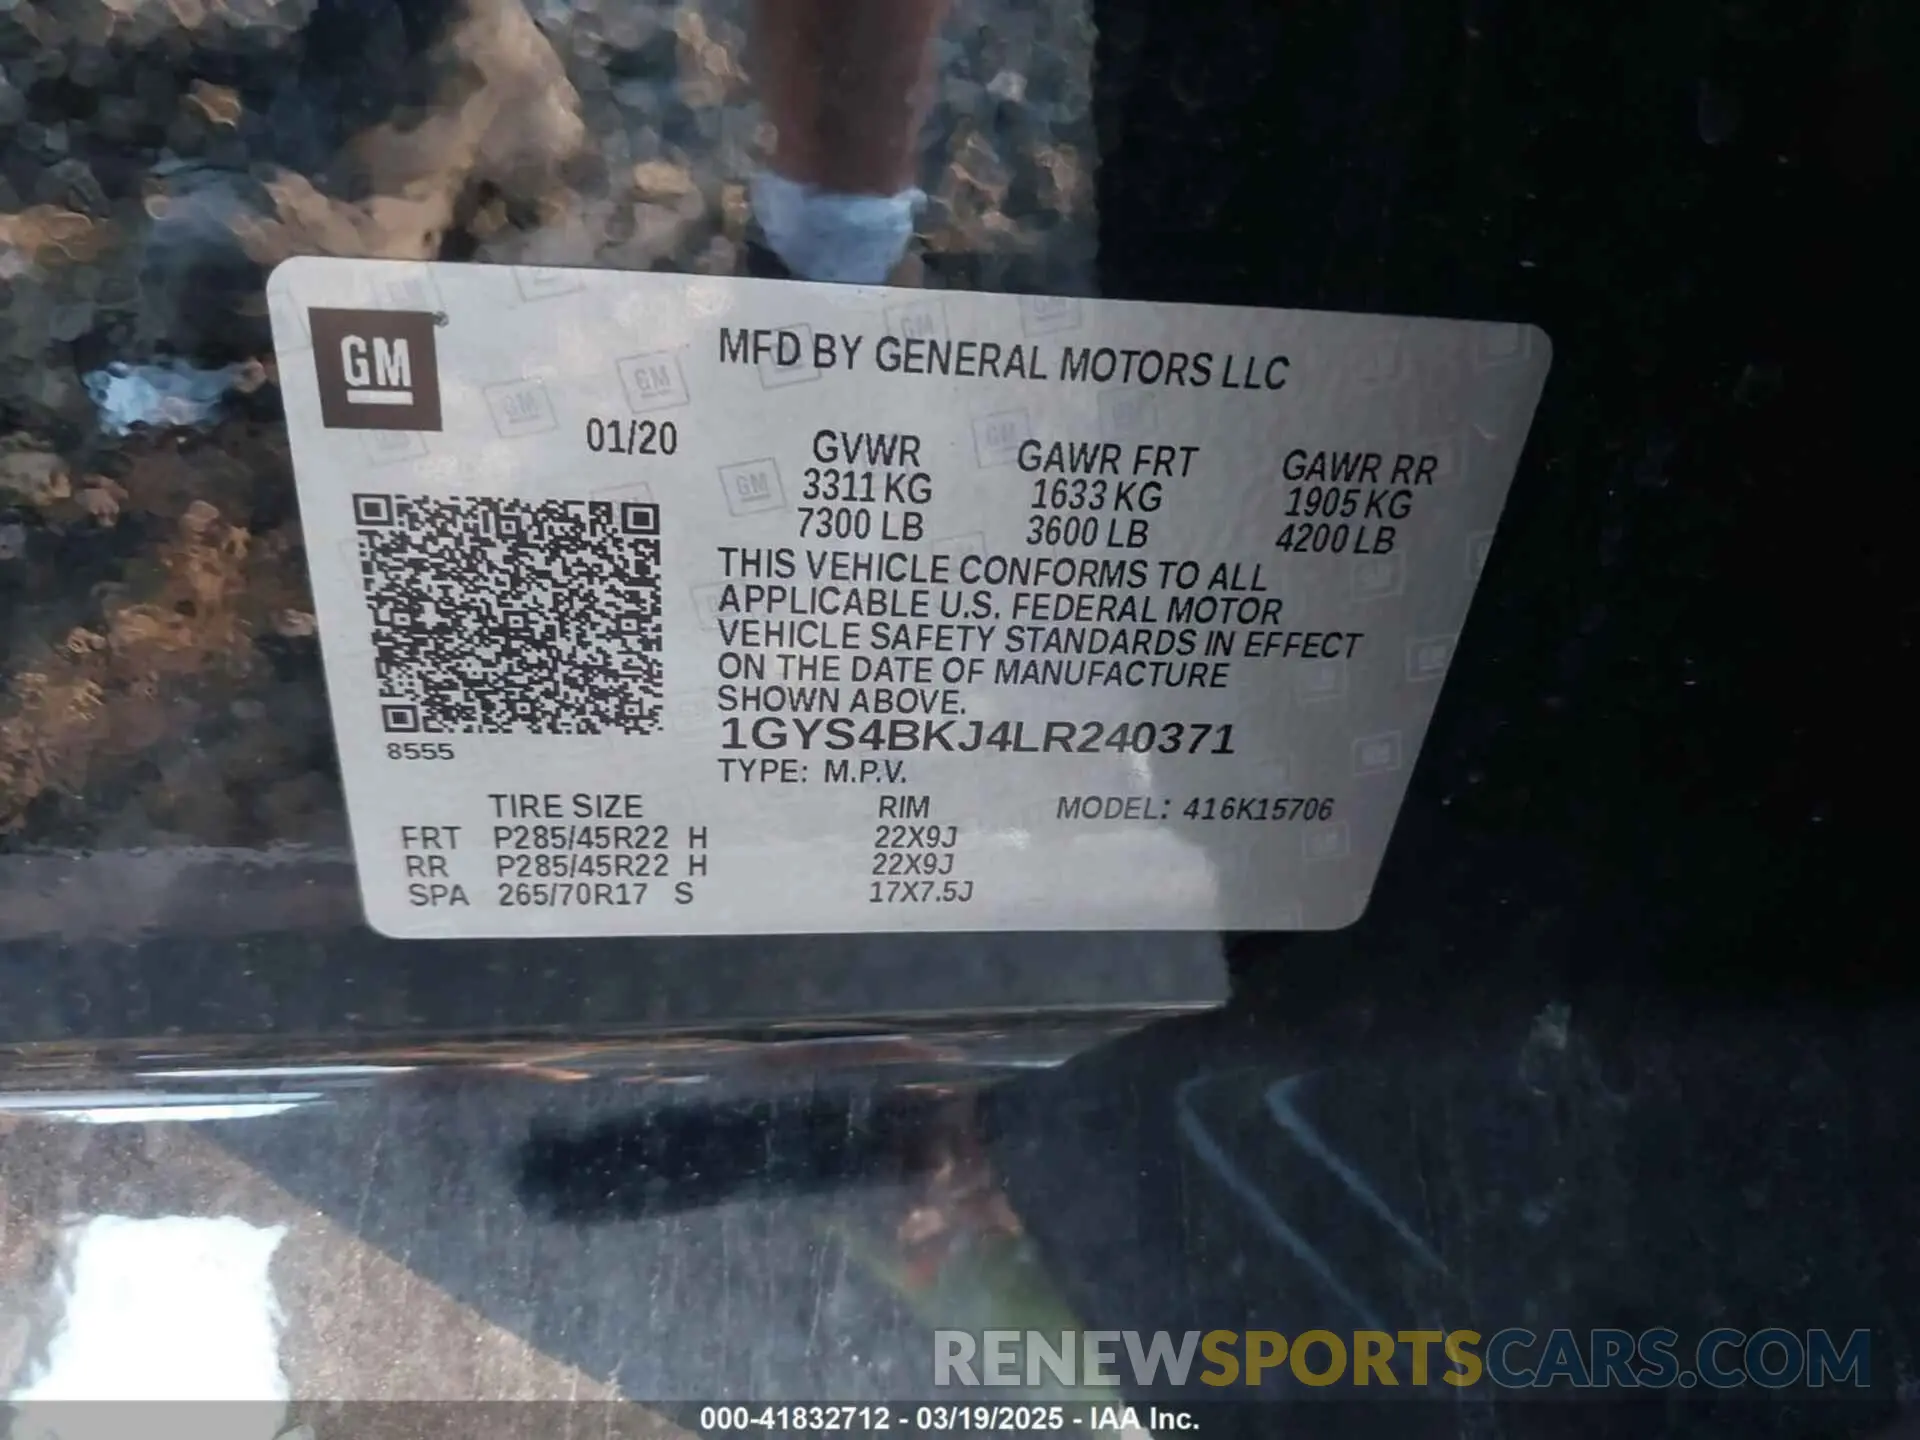 GM
MFD BY GENERAL MOTORS LLC
01/20
GVWR GAWR FRT GAWR RR
3311 KG 1633 KG 1905 KG
7300 LB 3600 LB 4200 LB
THIS VEHICLE CONFORMS TO ALL
APPLICABLE U.S. FEDERAL MOTOR
VEHICLE SAFETY STANDARDS IN EFFECT
ON THE DATE OF MANUFACTURE
SHOWN ABOVE.
1GYS4BKJ4LR240371
8555
TYPE: M.P.V.
TIRE SIZE RIM MODEL: 416K15706
FRT P285/45R22 H 22X9J
RR P285/45R22 H 22X9J
SPA 265/70R17 S 17X7.5J
RENEWSPORTSCARS.COM
000-41832712 - 03/19/2025 - IAA Inc.